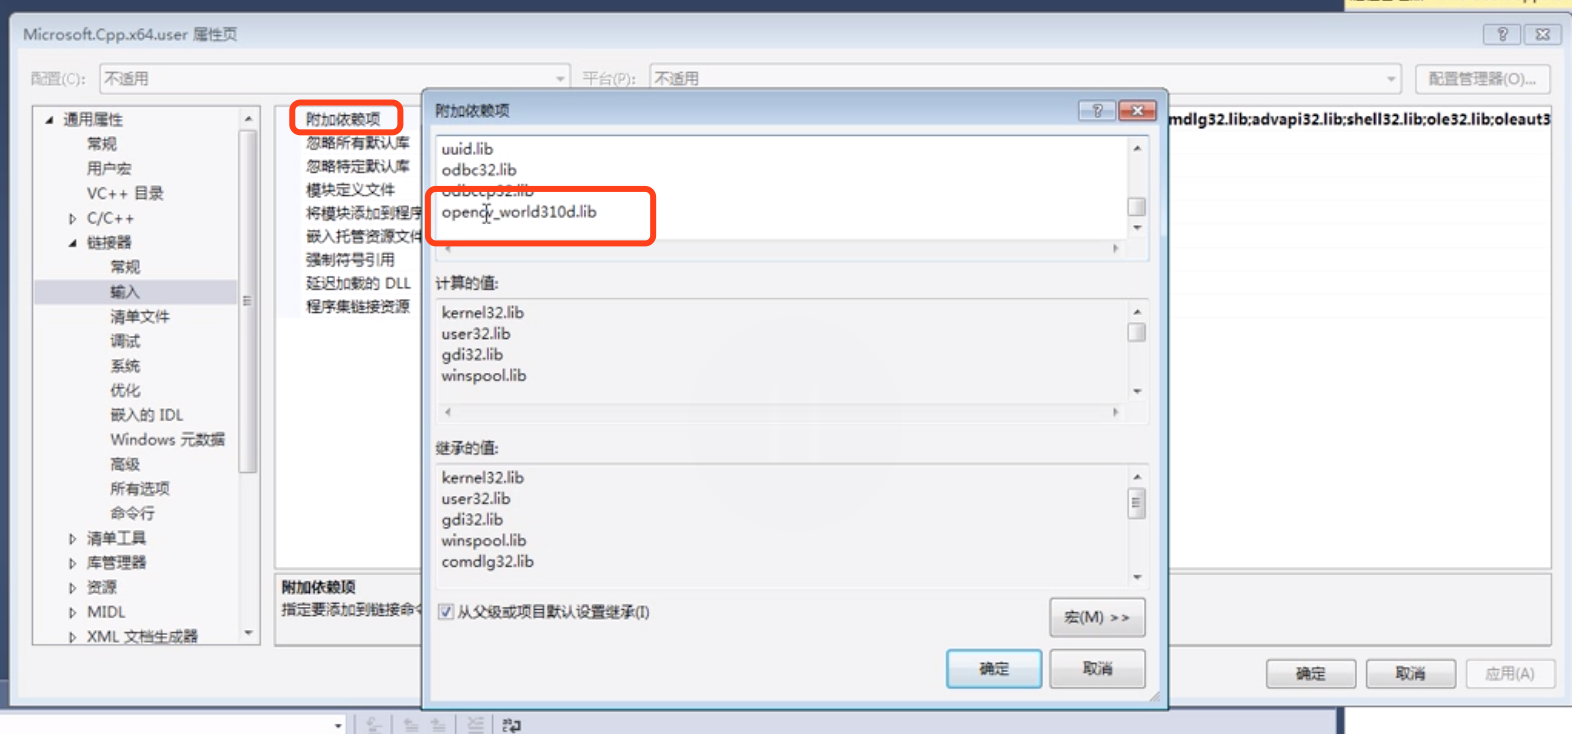 Microsoft.Cpp.x64.user 属性页
配置(C): 不适用 平台(P): 不适用 配置管理器(O)...
通用属性
常规
用户宏
VC++ 目录
C/C++
链接器
常规
输入
清单文件
调试
系统
优化
嵌入的 IDL
Windows 元数据
高级
所有选项
命令行
清单工具
库管理器
资源
MIDL
XML 文档生成器
附加依赖项
忽略所有默认库
忽略特定默认库
模块定义文件
将模块添加到程序
嵌入托管资源文件
强制符号引用
延迟加载的 DLL
程序集链接资源
mdlg32.lib;advapi32.lib;shell32.lib;ole32.lib;oleaut3
附加依赖项
指定要添加到链接命令
附加依赖项
uuid.lib
odbc32.lib
odbccp32.lib
opencv_world310d.lib
计算的值:
kernel32.lib
user32.lib
gdi32.lib
winspool.lib
继承的值:
kernel32.lib
user32.lib
gdi32.lib
winspool.lib
comdlg32.lib
从父级或项目默认设置继承(I)
宏(M) >>
确定 取消
确定 取消 应用(A)